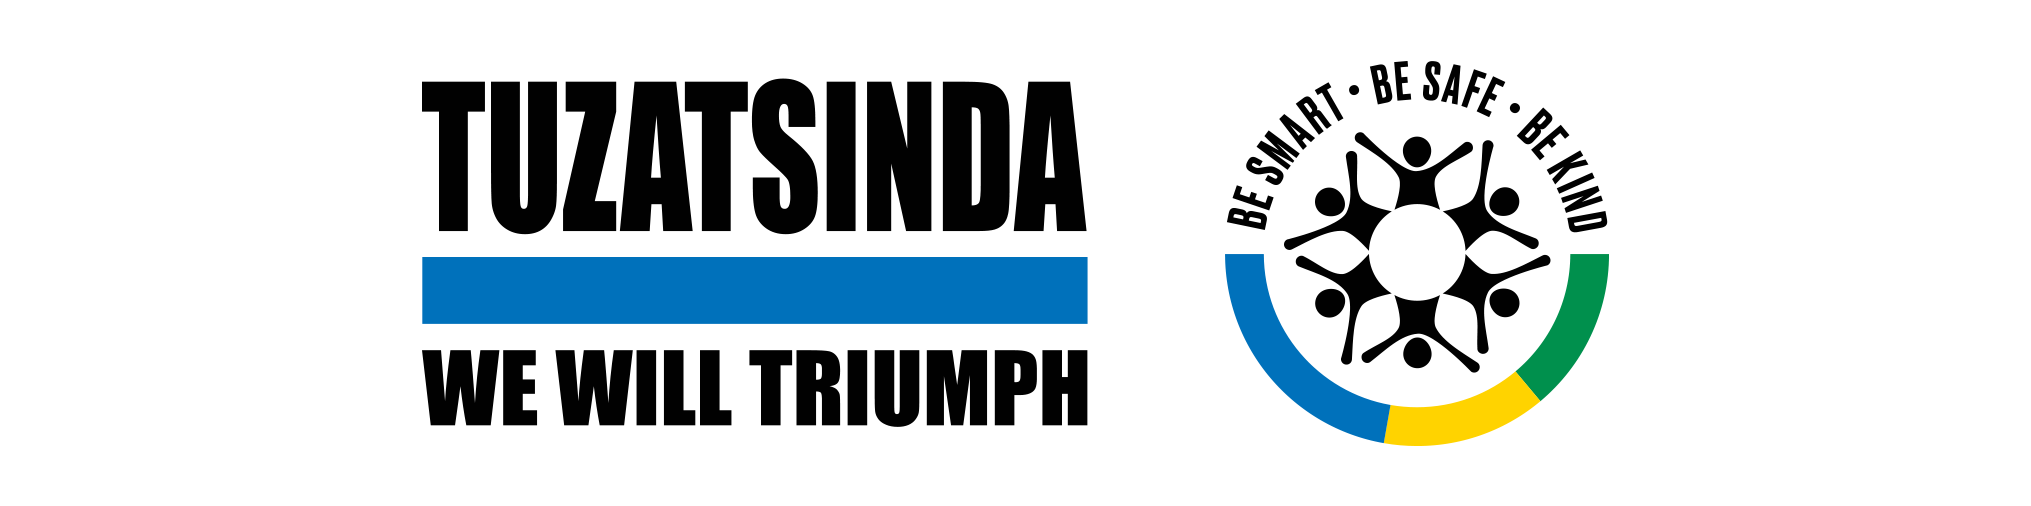 TUZATSINDA
WE WILL TRIUMPH
BE SMART · BE SAFE · BE KIND